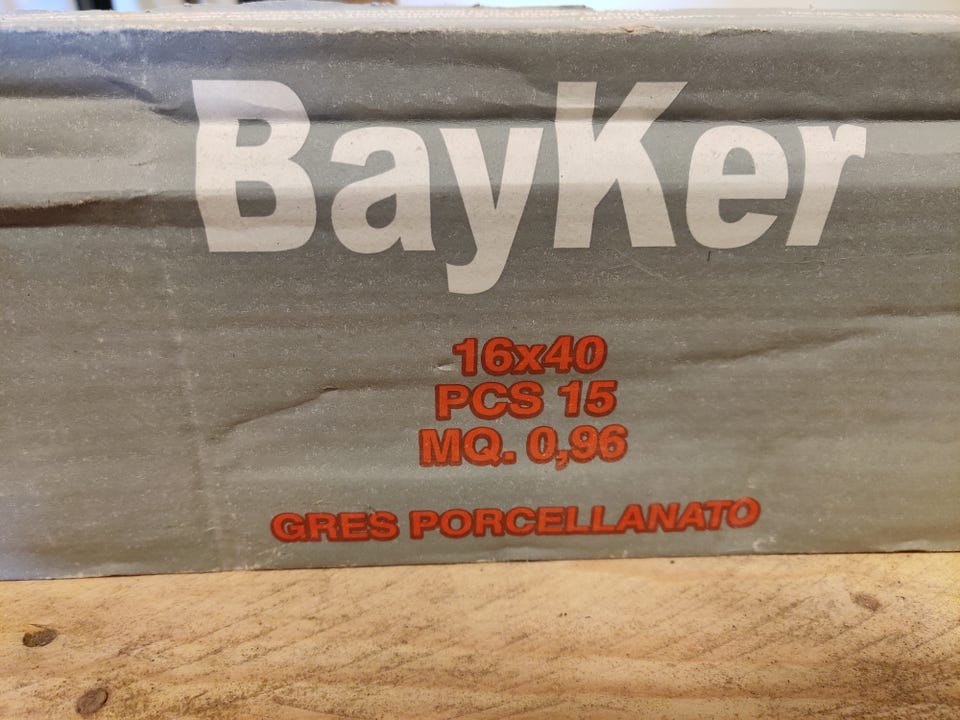 BayKer
16x40
PCS 15
MQ. 0,96
GRES PORCELLANATO